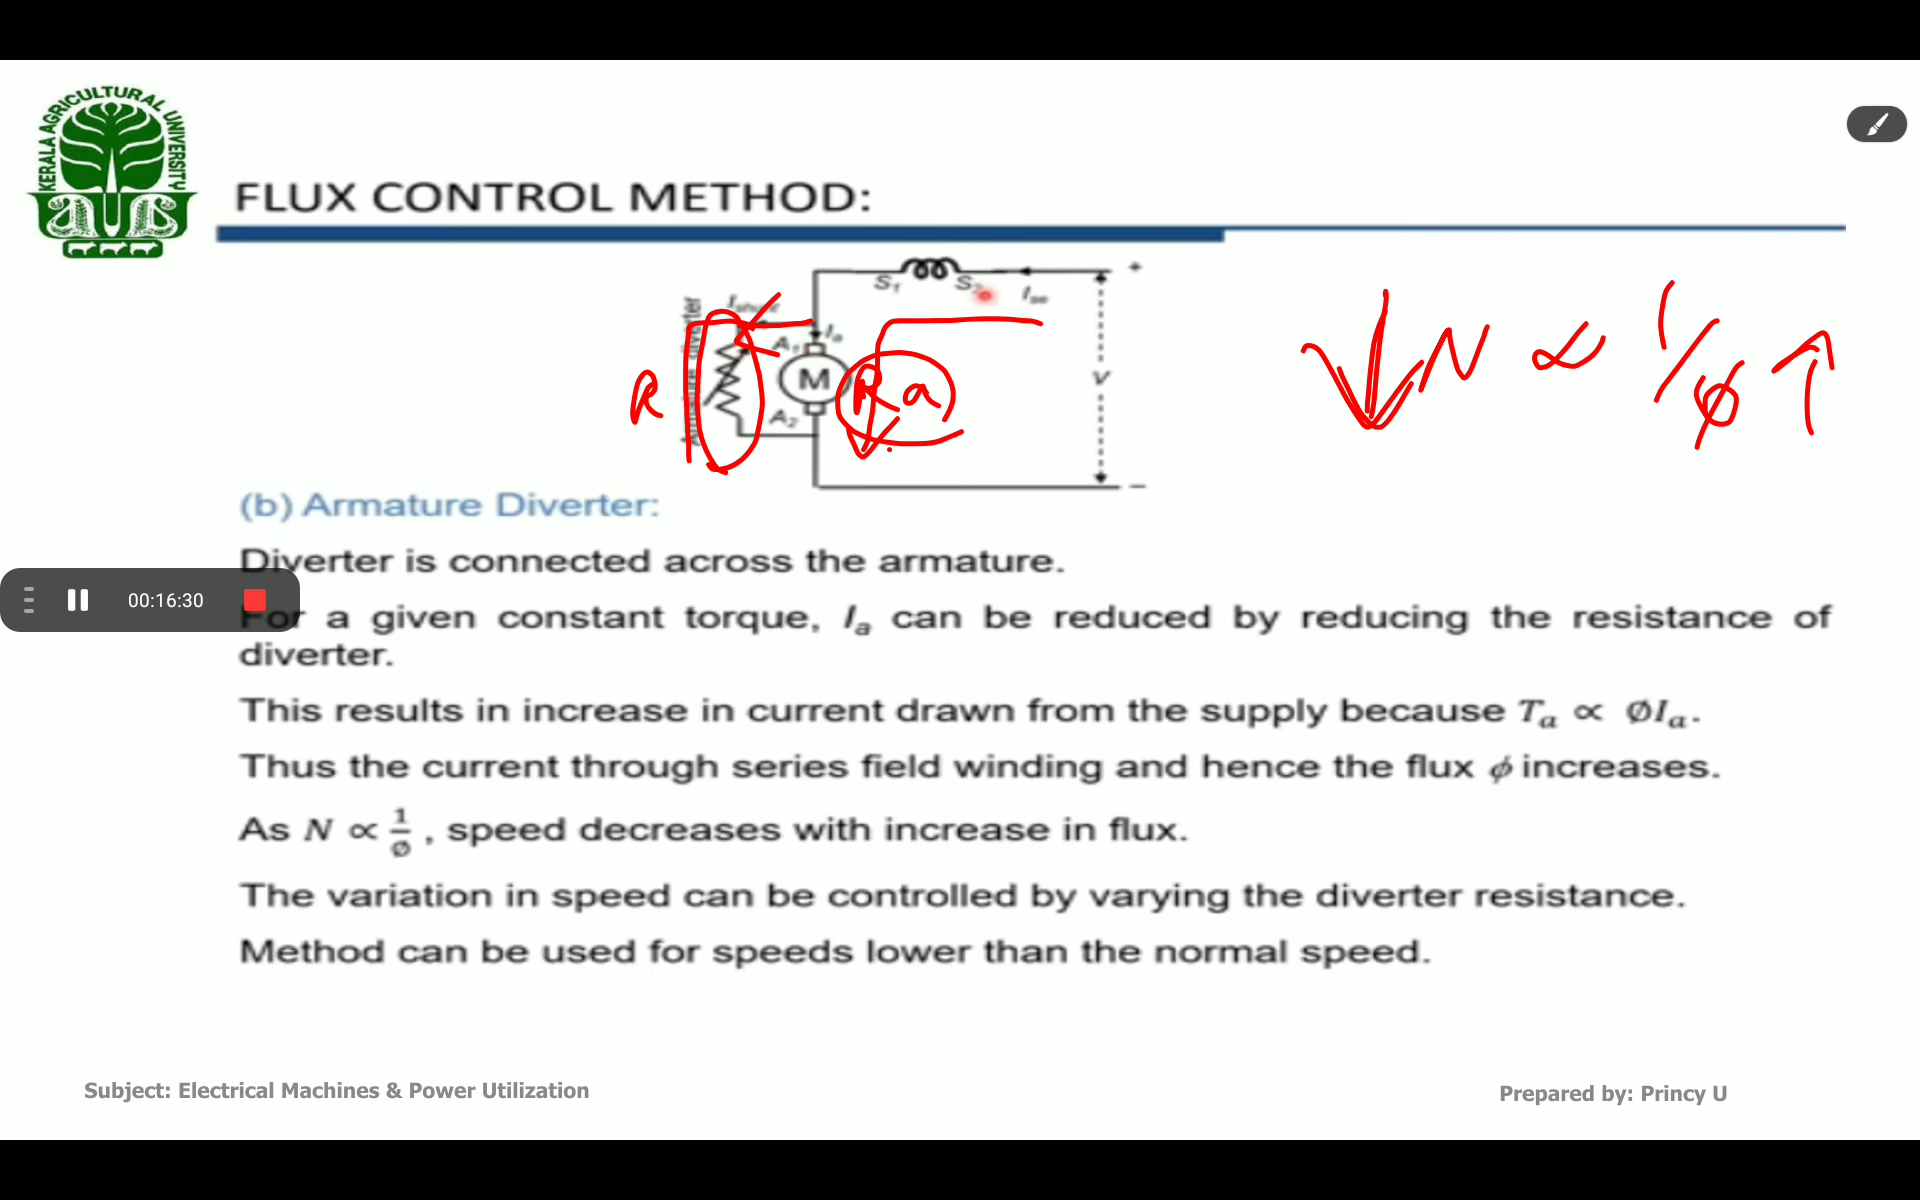 KERALA AGRICULTURAL UNIVERSITY
FLUX CONTROL METHOD:
S₁ S₂ I se +
Armature diverter
A₁ Iₐ
M
V
A₂
−
R
Ra
N ∝ 1/ϕ
(b) Armature Diverter:
Diverter is connected across the armature.
00:16:30
For a given constant torque, Iₐ can be reduced by reducing the resistance of
diverter.
This results in increase in current drawn from the supply because Tₐ ∝ ØIₐ.
Thus the current through series field winding and hence the flux ϕ increases.
As N ∝ 1/Ø , speed decreases with increase in flux.
The variation in speed can be controlled by varying the diverter resistance.
Method can be used for speeds lower than the normal speed.
Subject: Electrical Machines & Power Utilization
Prepared by: Princy U